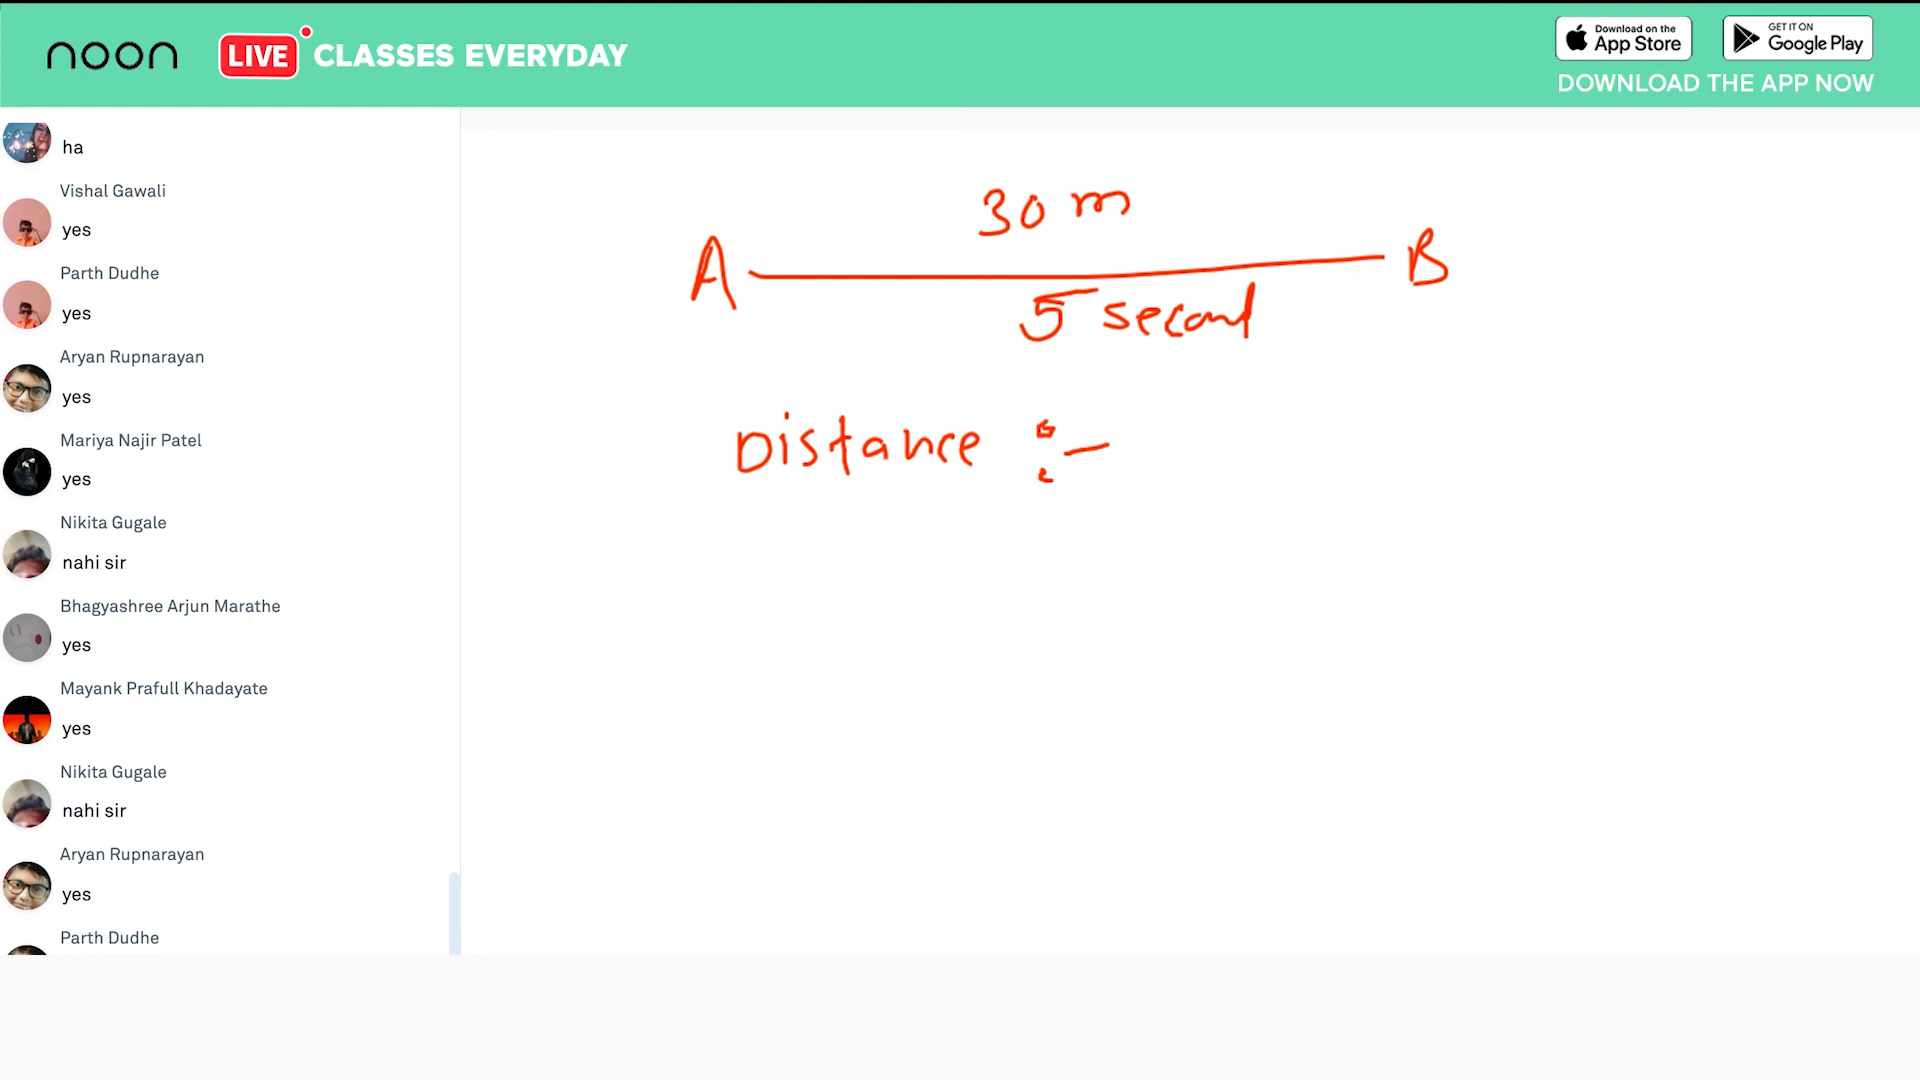 noon LIVE CLASSES EVERYDAY
Download on the App Store
GET IT ON Google Play
DOWNLOAD THE APP NOW
ha
Vishal Gawali
yes
Parth Dudhe
yes
Aryan Rupnarayan
yes
Mariya Najir Patel
yes
Nikita Gugale
nahi sir
Bhagyashree Arjun Marathe
yes
Mayank Prafull Khadayate
yes
Nikita Gugale
nahi sir
Aryan Rupnarayan
yes
Parth Dudhe
30 m
A B
5 second
Distance :-